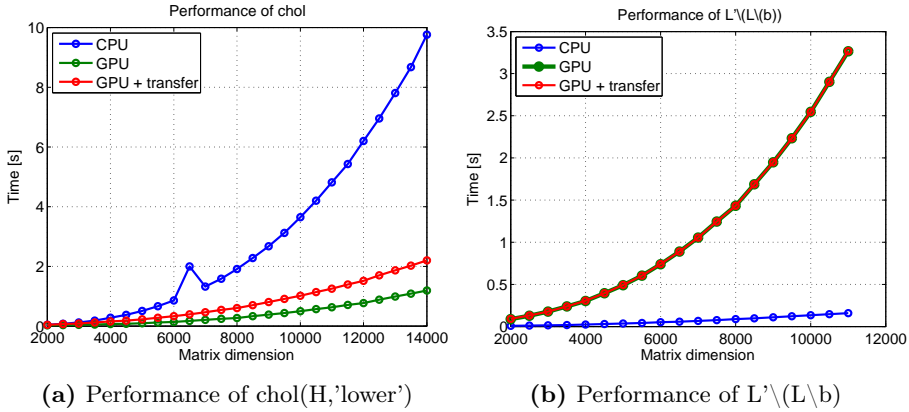 Performance of chol
10
8
6
4
2
0
Time [s]
CPU
GPU
GPU + transfer
2000 4000 6000 8000 10000 12000 14000
Matrix dimension
(a) Performance of chol(H,'lower')
Performance of L'\(L\(b))
3.5
3
2.5
2
1.5
1
0.5
0
Time [s]
CPU
GPU
GPU + transfer
2000 4000 6000 8000 10000 12000
Matrix dimension
(b) Performance of L'\(L\b)